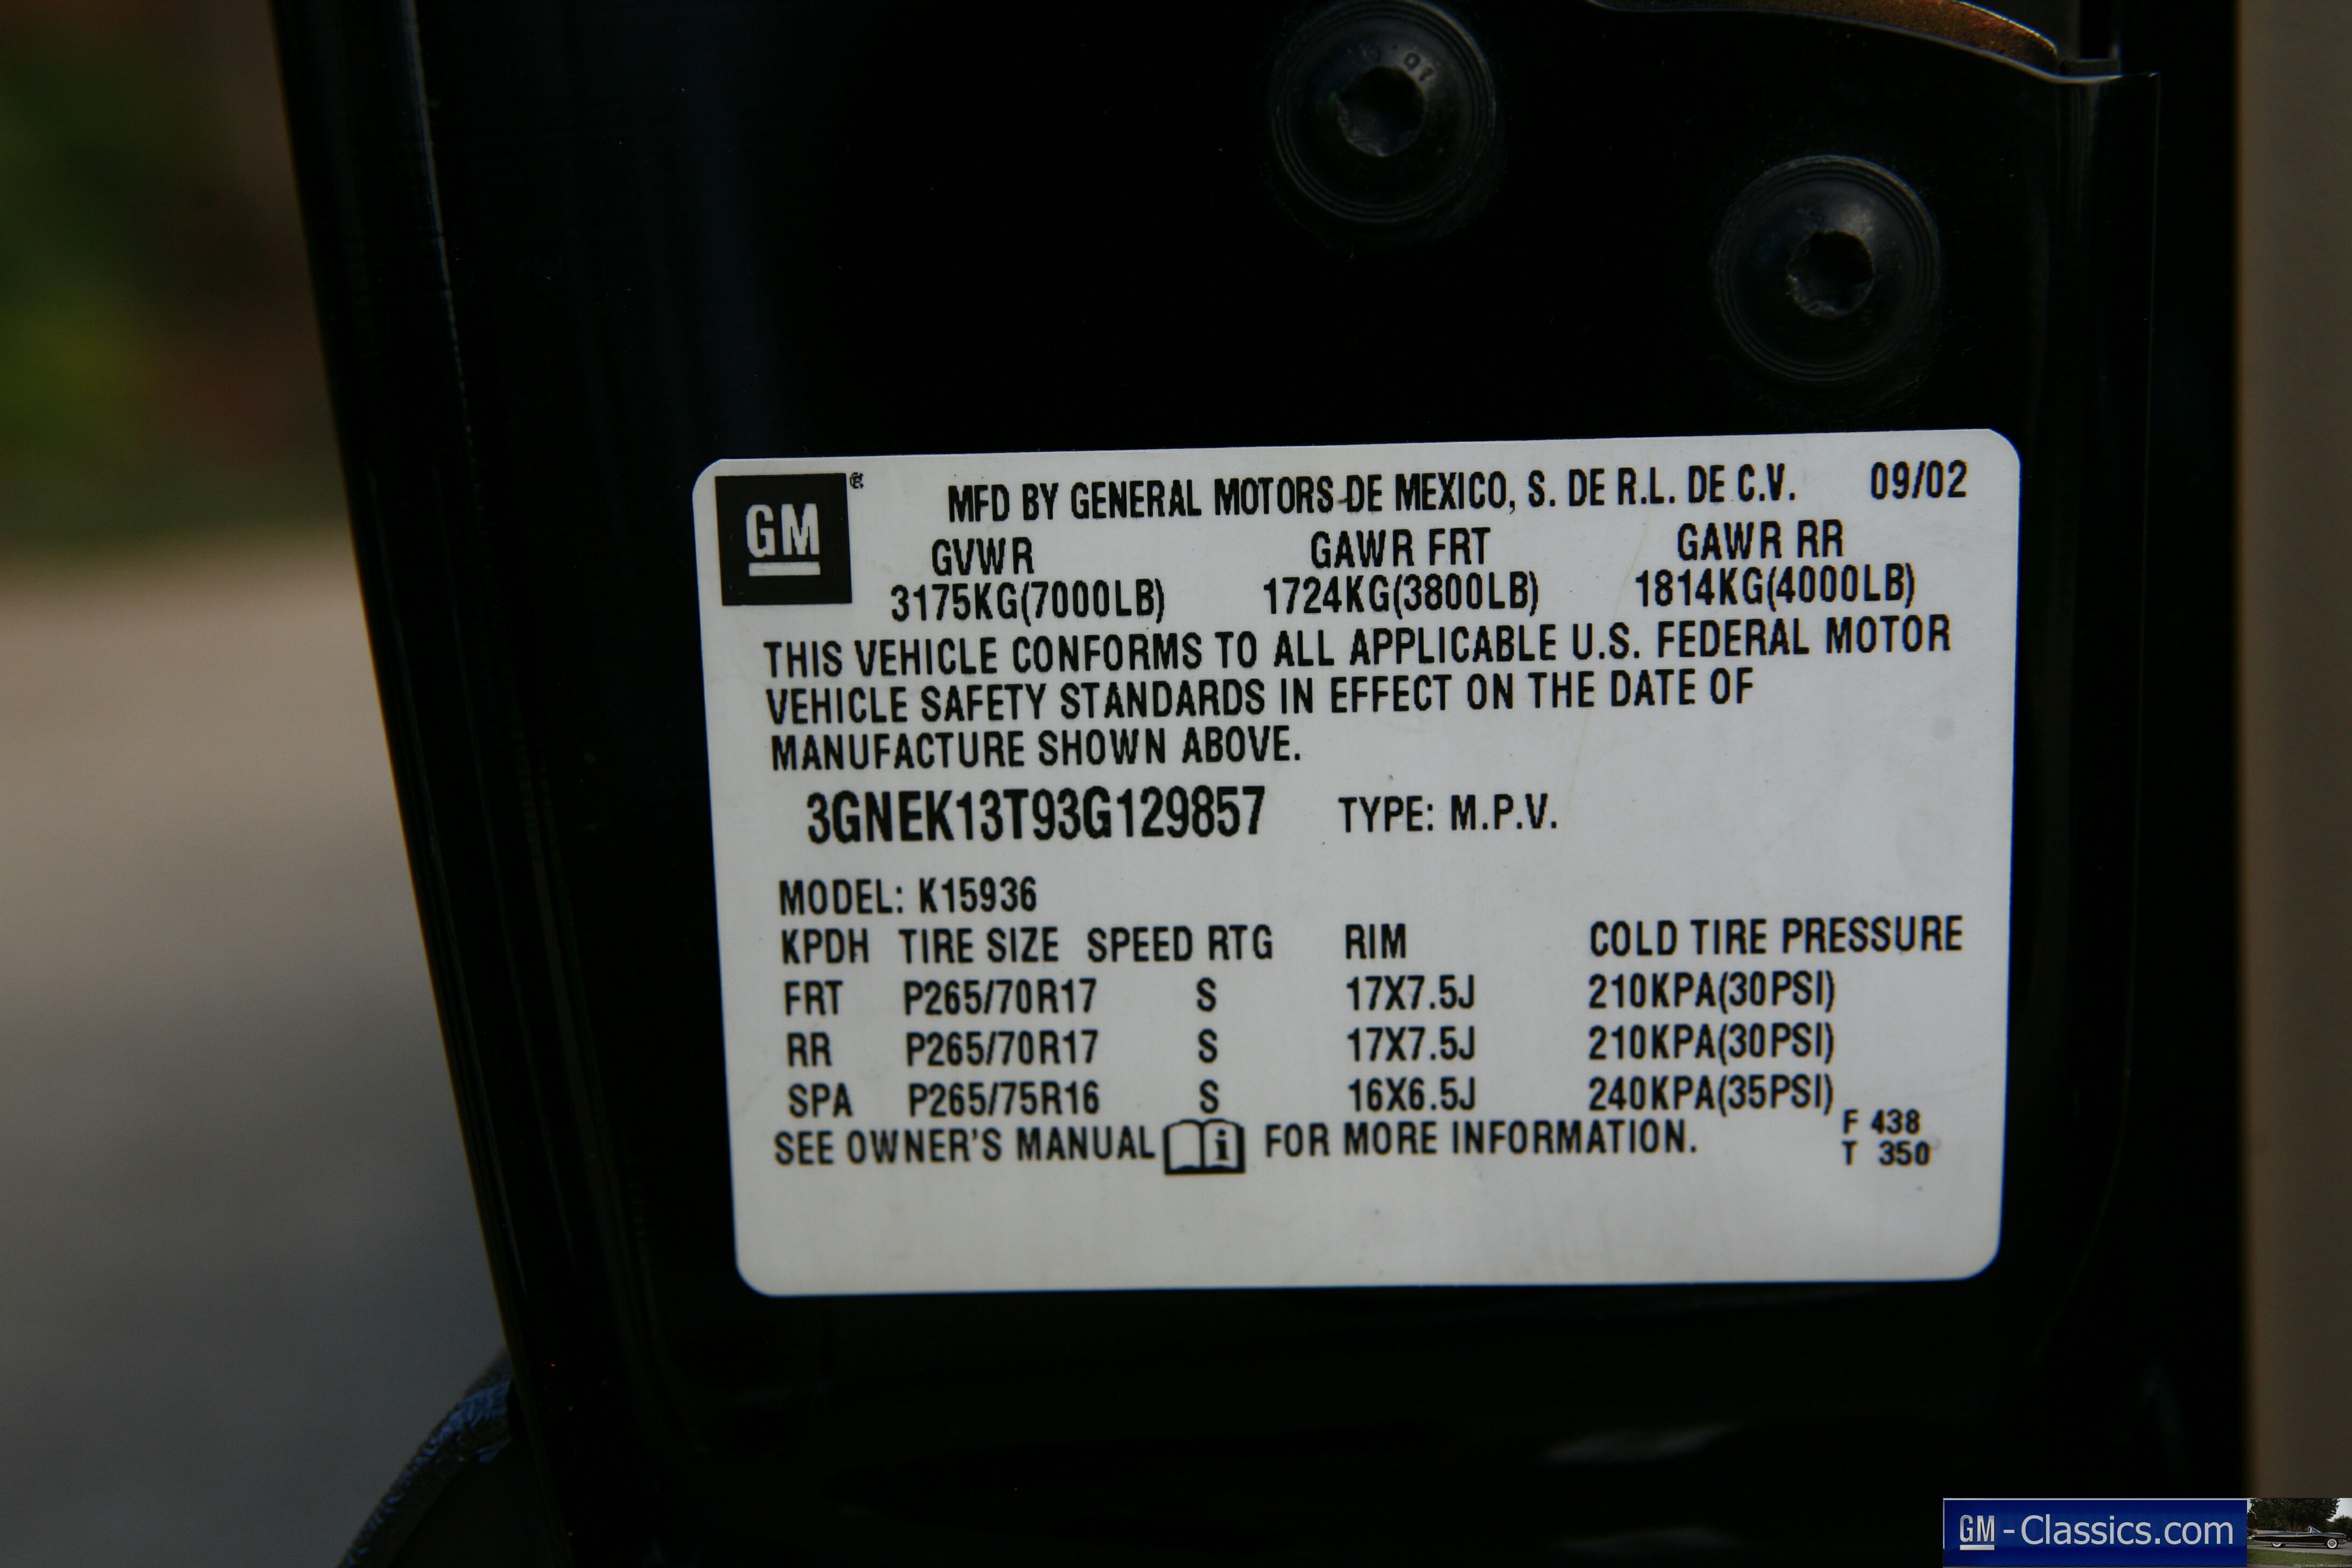 GM ®
MFD BY GENERAL MOTORS DE MEXICO, S. DE R.L. DE C.V. 09/02
GVWR GAWR FRT GAWR RR
3175KG(7000LB) 1724KG(3800LB) 1814KG(4000LB)
THIS VEHICLE CONFORMS TO ALL APPLICABLE U.S. FEDERAL MOTOR
VEHICLE SAFETY STANDARDS IN EFFECT ON THE DATE OF
MANUFACTURE SHOWN ABOVE.
3GNEK13T93G129857 TYPE: M.P.V.
MODEL: K15936
KPDH TIRE SIZE SPEED RTG RIM COLD TIRE PRESSURE
FRT P265/70R17 S 17X7.5J 210KPA(30PSI)
RR P265/70R17 S 17X7.5J 210KPA(30PSI)
SPA P265/75R16 S 16X6.5J 240KPA(35PSI)
SEE OWNER'S MANUAL i FOR MORE INFORMATION.
F 438
T 350
GM-Classics.com